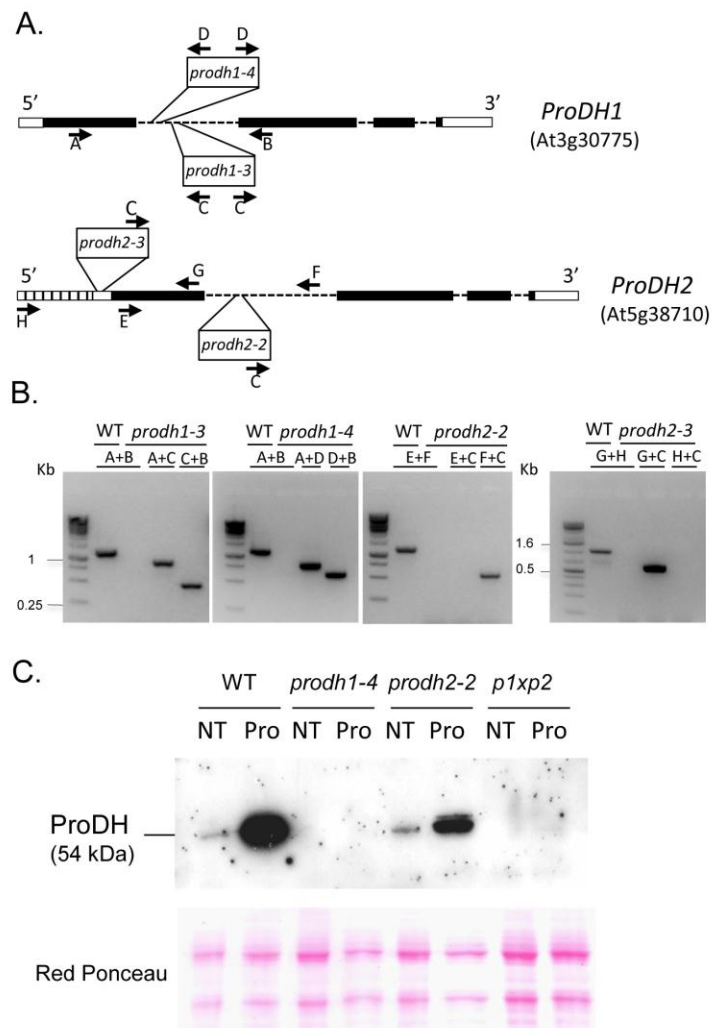 A.
D D
prodh1-4
5' 3'
ProDH1
(At3g30775)
A B
prodh1-3
C C
C
prodh2-3
5' G F 3'
ProDH2
(At5g38710)
H E
prodh2-2
C
B.
WT prodh1-3 WT prodh1-4 WT prodh2-2 WT prodh2-3
A+B A+C C+B A+B A+D D+B E+F E+C F+C G+H G+C H+C
Kb Kb
1.6
1 0.5
0.25
C.
WT prodh1-4 prodh2-2 p1xp2
NT Pro NT Pro NT Pro NT Pro
ProDH
(54 kDa)
Red Ponceau